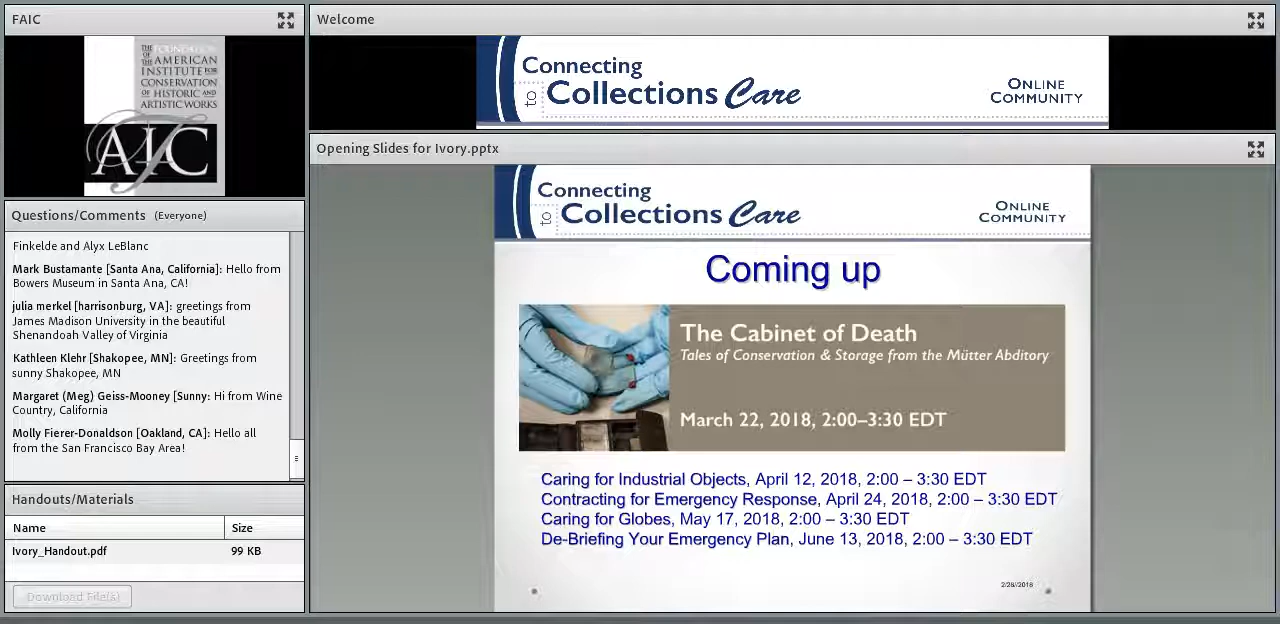 FAIC
THE FOUNDATION
OF THE AMERICAN
INSTITUTE FOR
CONSERVATION
OF HISTORIC AND
ARTISTIC WORKS
AIC
Questions/Comments (Everyone)
Finkelde and Alyx LeBlanc
Mark Bustamante [Santa Ana, California]: Hello from
Bowers Museum in Santa Ana, CA!
julia merkel [harrisonburg, VA]: greetings from
James Madison University in the beautiful
Shenandoah Valley of Virginia
Kathleen Klehr [Shakopee, MN]: Greetings from
sunny Shakopee, MN
Margaret (Meg) Geiss-Mooney [Sunny: Hi from Wine
Country, California
Molly Fierer-Donaldson [Oakland, CA]: Hello all
from the San Francisco Bay Area!
Handouts/Materials
Name Size
Ivory_Handout.pdf 99 KB
Download File(s)
Welcome
Connecting
to Collections Care
ONLINE
COMMUNITY
Opening Slides for Ivory.pptx
Connecting
to Collections Care
ONLINE
COMMUNITY
Coming up
The Cabinet of Death
Tales of Conservation & Storage from the Mütter Abditory
March 22, 2018, 2:00–3:30 EDT
Caring for Industrial Objects, April 12, 2018, 2:00 – 3:30 EDT
Contracting for Emergency Response, April 24, 2018, 2:00 – 3:30 EDT
Caring for Globes, May 17, 2018, 2:00 – 3:30 EDT
De-Briefing Your Emergency Plan, June 13, 2018, 2:00 – 3:30 EDT